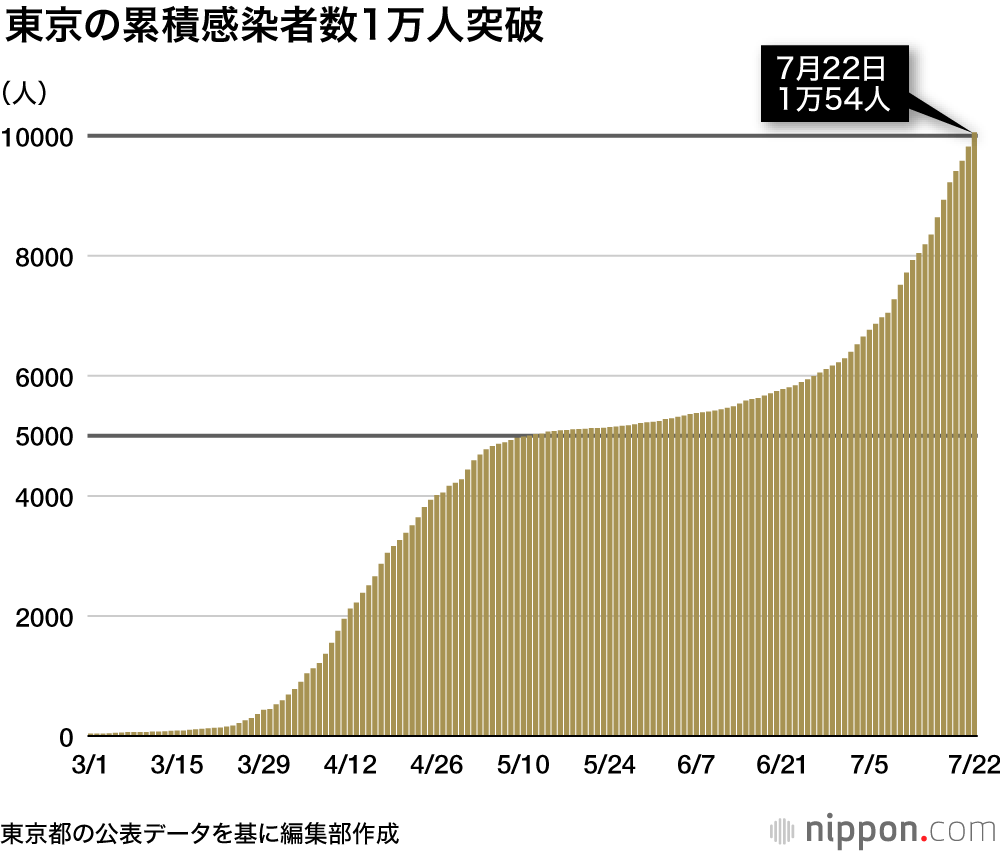 東京の累積感染者数1万人突破
（人）
7月22日
1万54人
10000
8000
6000
5000
4000
2000
0
3/1 3/15 3/29 4/12 4/26 5/10 5/24 6/7 6/21 7/5 7/22
東京都の公表データを基に編集部作成
nippon.com